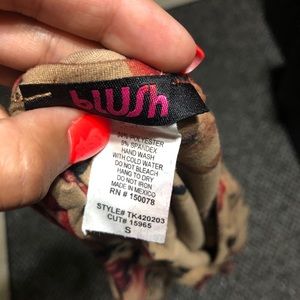 blush
POLYESTER
5% SPANDEX
HAND WASH
WITH COLD WATER
DO NOT BLEACH
DRY HANG
DO NOT IRON
MADE IN MEXICO
RN # 150078
STYLE# TK420203
CUT# 15965
S